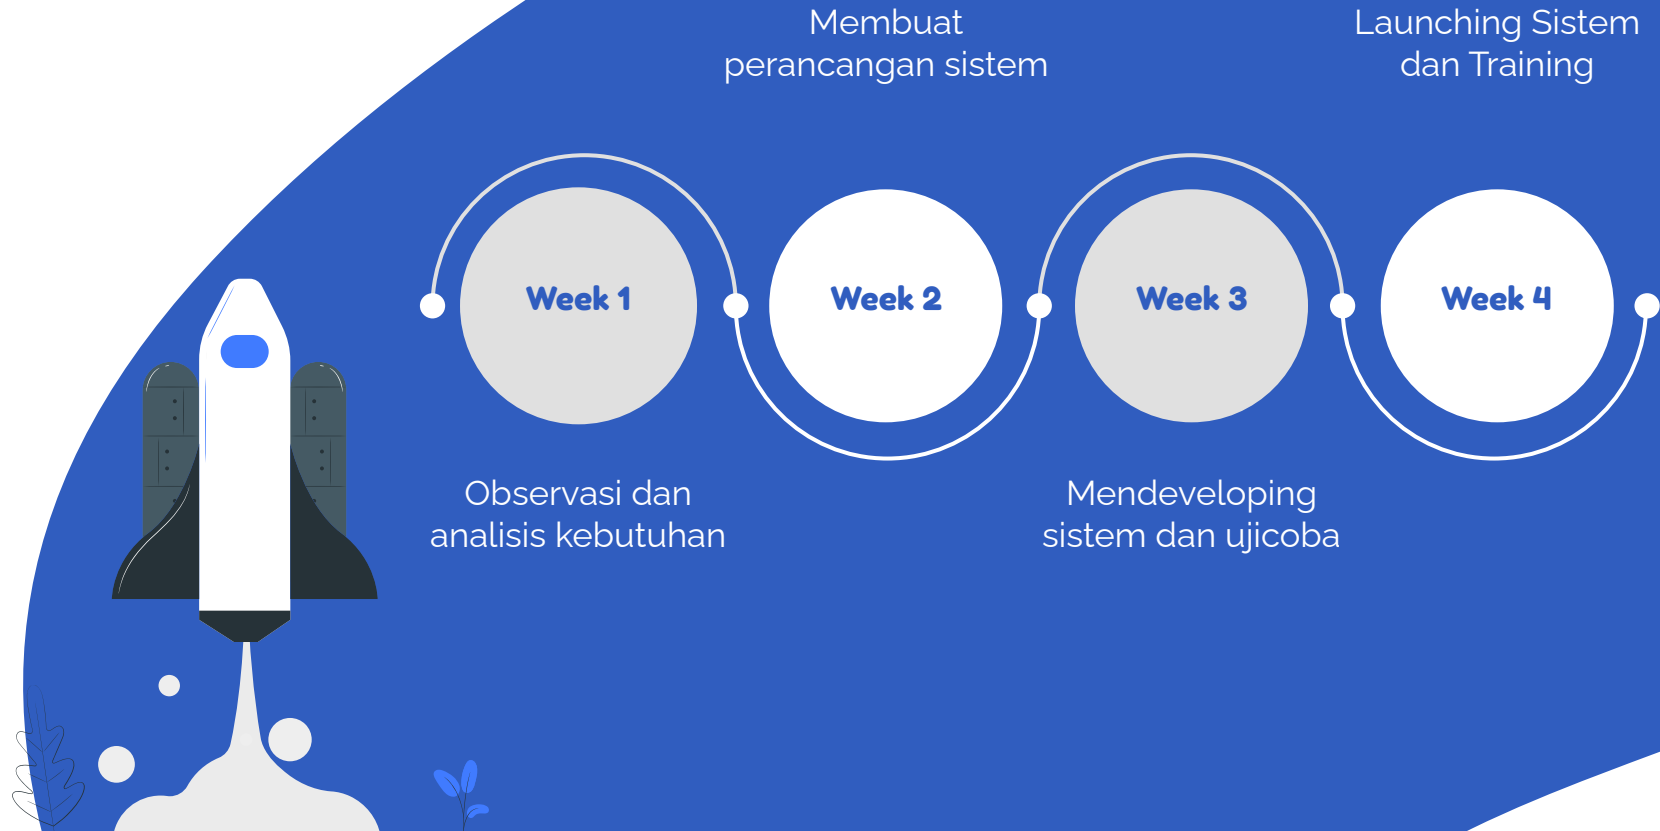 Membuat
perancangan sistem
Launching Sistem
dan Training
Week 1
Week 2
Week 3
Week 4
Observasi dan
analisis kebutuhan
Mendeveloping
sistem dan ujicoba